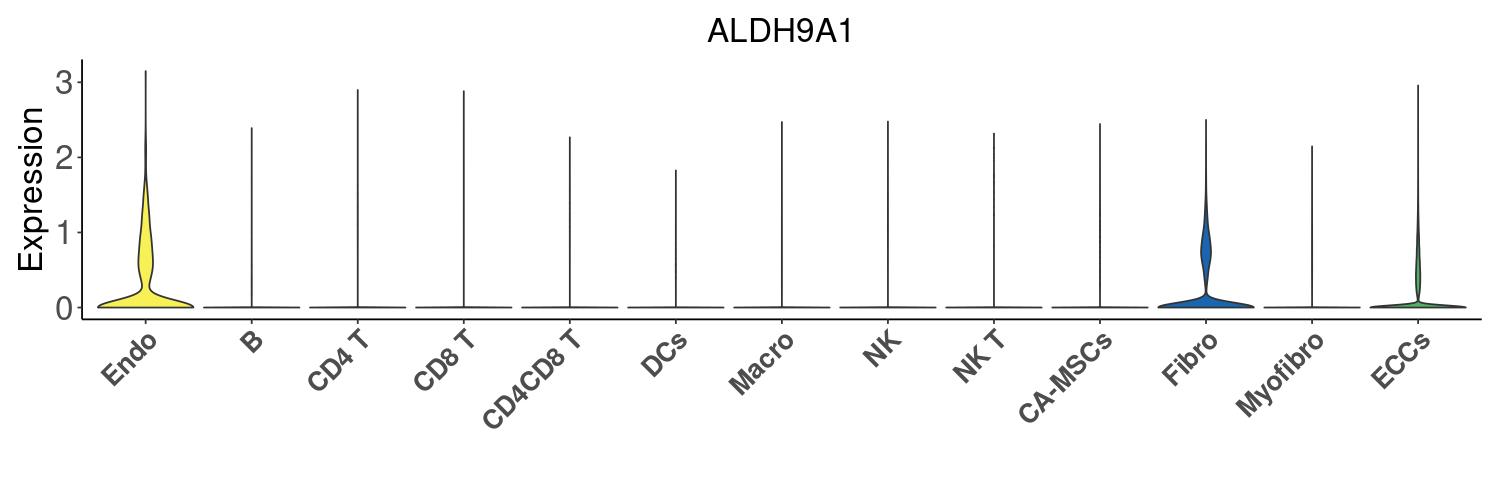 ALDH9A1
Expression
3
2
1
0
Endo
B
CD4 T
CD8 T
CD4CD8 T
DCs
Macro
NK
NK T
CA-MSCs
Fibro
Myofibro
ECCs